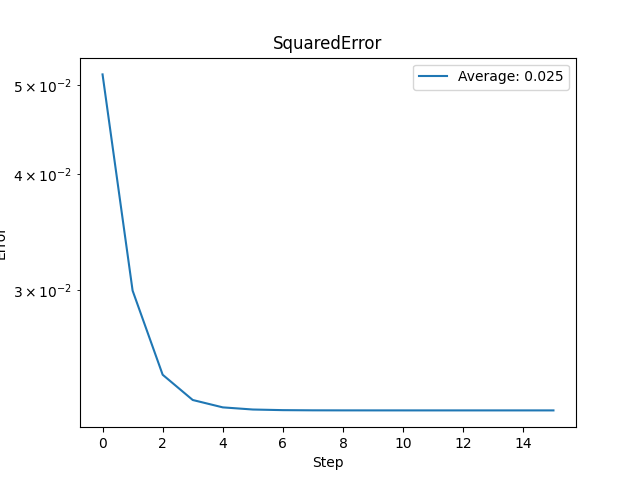 SquaredError
Average: 0.025
5 × 10⁻²
4 × 10⁻²
3 × 10⁻²
Error
0 2 4 6 8 10 12 14
Step